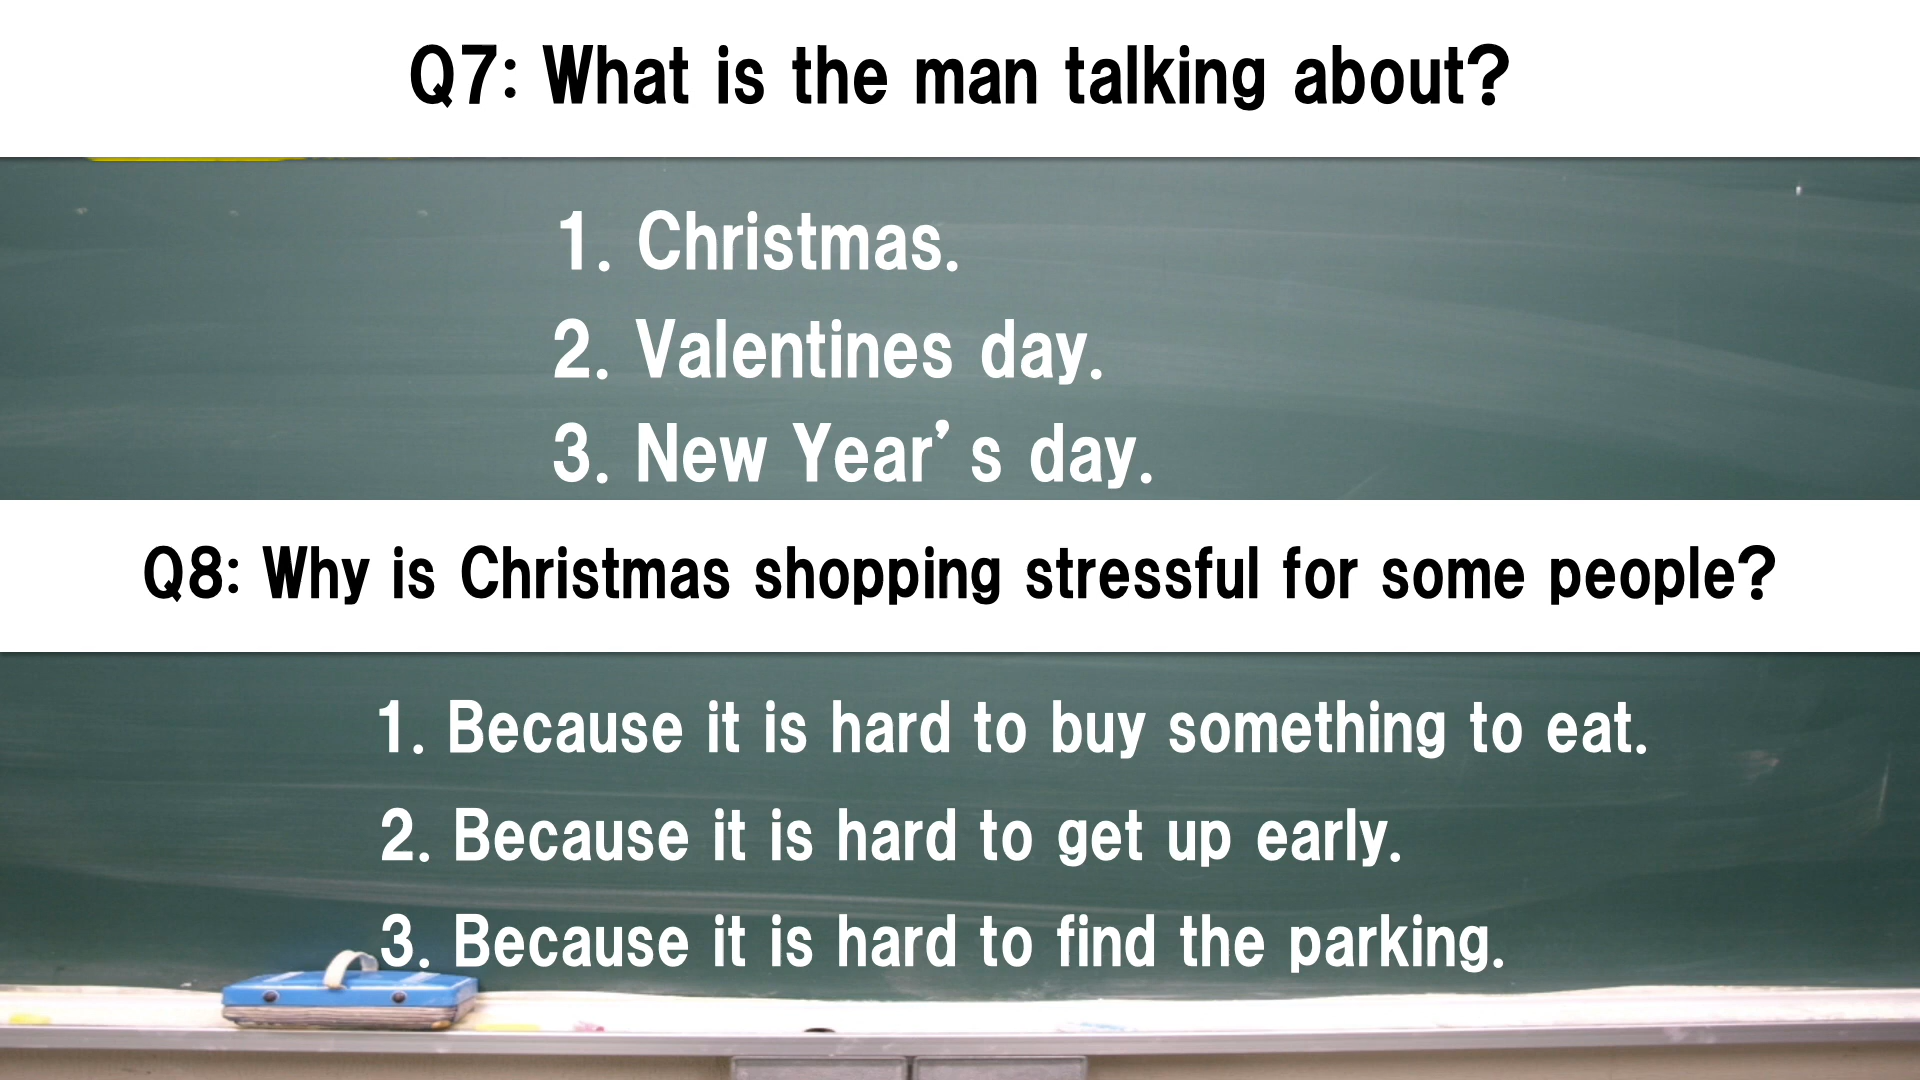 Q7: What is the man talking about?
1. Christmas.
2. Valentines day.
3. New Year’s day.
Q8: Why is Christmas shopping stressful for some people?
1. Because it is hard to buy something to eat.
2. Because it is hard to get up early.
3. Because it is hard to find the parking.